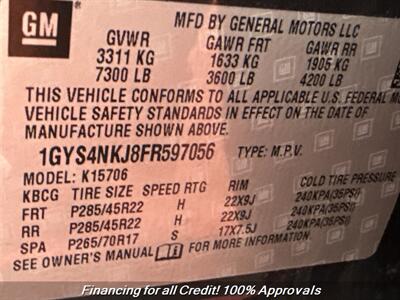 GM
MFD BY GENERAL MOTORS LLC
GVWR GAWR FRT GAWR RR
3311 KG 1633 KG 1905 KG
7300 LB 3600 LB 4200 LB
THIS VEHICLE CONFORMS TO ALL APPLICABLE U.S. FEDERAL
VEHICLE SAFETY STANDARDS IN EFFECT ON THE DATE OF
MANUFACTURE SHOWN ABOVE.
1GYS4NKJ8FR597056 TYPE: M.P.V.
MODEL: K15706
KBCG TIRE SIZE SPEED RTG RIM COLD TIRE PRESSURE
FRT P285/45R22 H 22X9J 240KPA(35PSI)
RR P285/45R22 H 22X9J 240KPA(35PSI)
SPA P265/70R17 S 17X7.5J 240KPA(35PSI)
SEE OWNER'S MANUAL FOR MORE INFORMATION.
Financing for all Credit! 100% Approvals